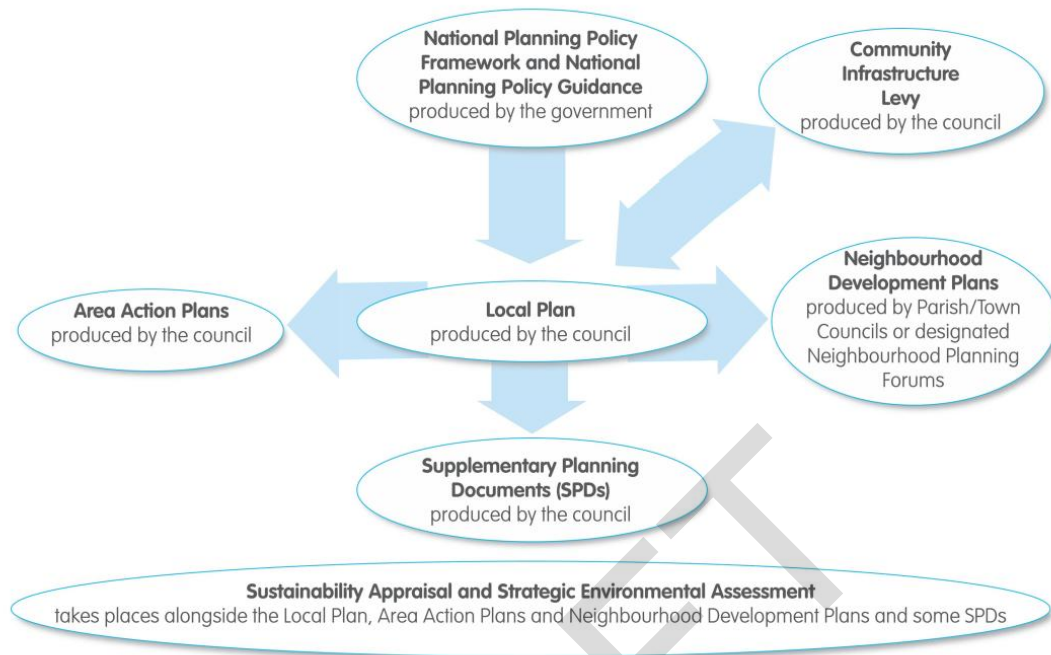 National Planning Policy
Framework and National
Planning Policy Guidance
produced by the government
Community
Infrastructure
Levy
produced by the council
Area Action Plans
produced by the council
Local Plan
produced by the council
Neighbourhood
Development Plans
produced by Parish/Town
Councils or designated
Neighbourhood Planning
Forums
Supplementary Planning
Documents (SPDs)
produced by the council
Sustainability Appraisal and Strategic Environmental Assessment
takes places alongside the Local Plan, Area Action Plans and Neighbourhood Development Plans and some SPDs
ET